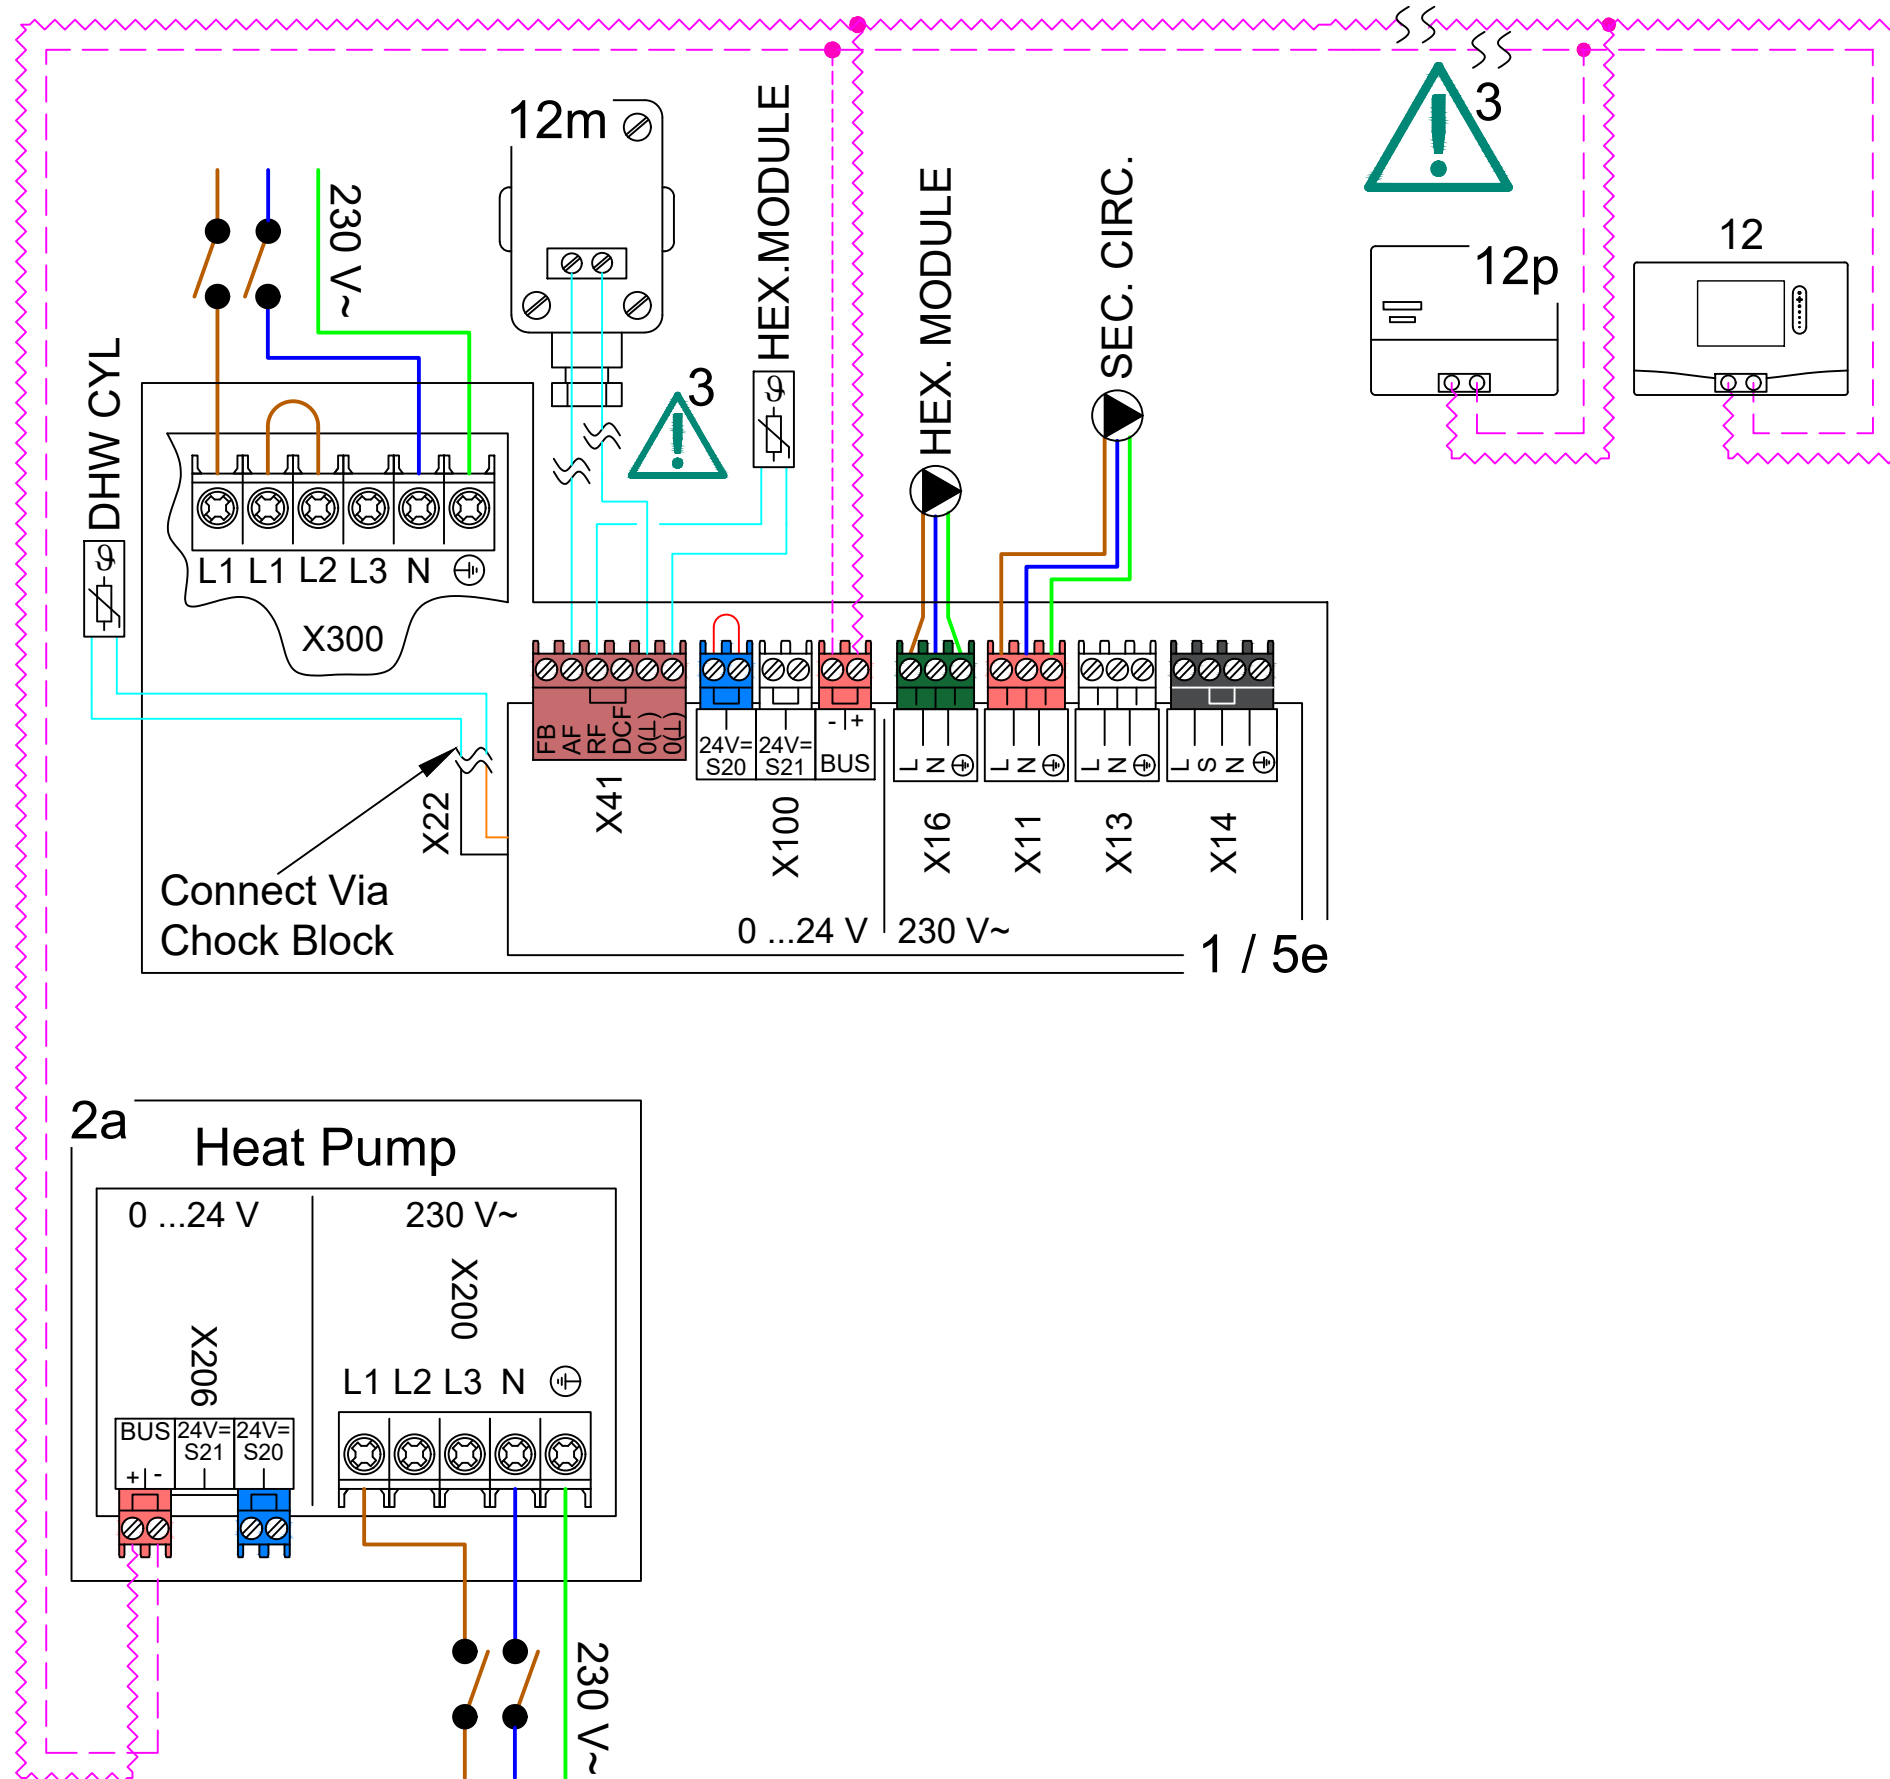 3
12m
HEX.MODULE
HEX. MODULE
SEC. CIRC.
230 V~
12p
12
DHW CYL
3
L1 L1 L2 L3 N
X300
FB
AF
RF
DCF
0(⊥)
0(⊥)
24V=
S20
24V=
S21
- +
BUS
L
N
L
N
L
N
L
S
N
X22
X41
X100
X16
X11
X13
X14
Connect Via
Chock Block
0 ...24 V
230 V~
1 / 5e
2a
Heat Pump
0 ...24 V
230 V~
X206
X200
L1 L2 L3 N
BUS
+ -
24V=
S21
24V=
S20
230 V~